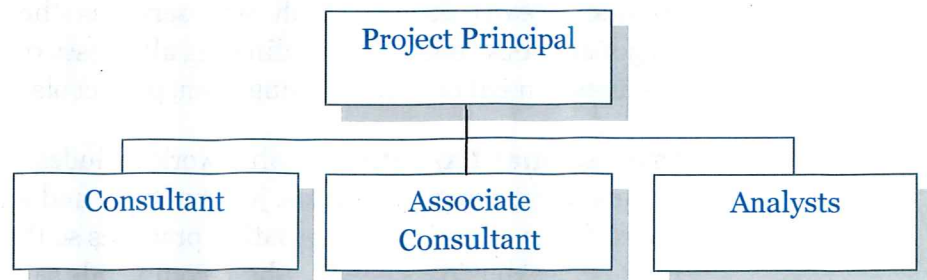 Project Principal
Consultant
Associate
Consultant
Analysts